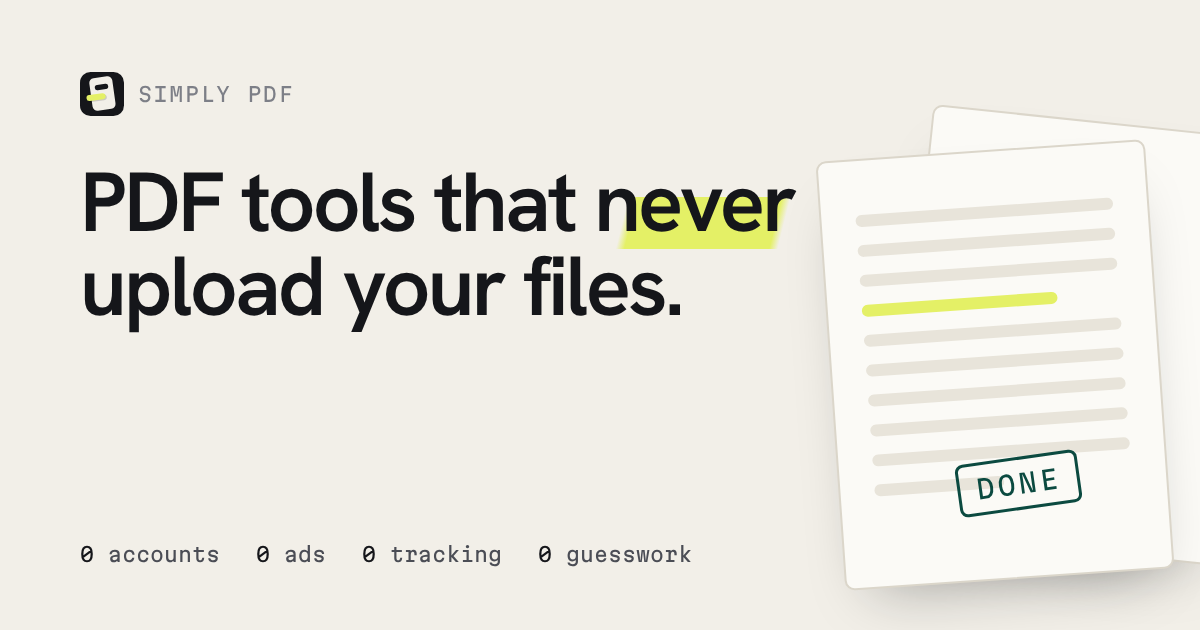 SIMPLY PDF
PDF tools that never
upload your files.
DONE
0 accounts 0 ads 0 tracking 0 guesswork